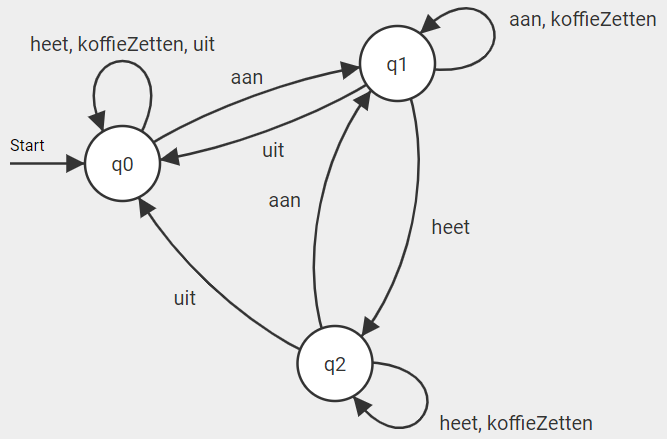 aan, koffieZetten
heet, koffieZetten, uit
q1
aan
Start
uit
q0
aan
heet
uit
q2
heet, koffieZetten